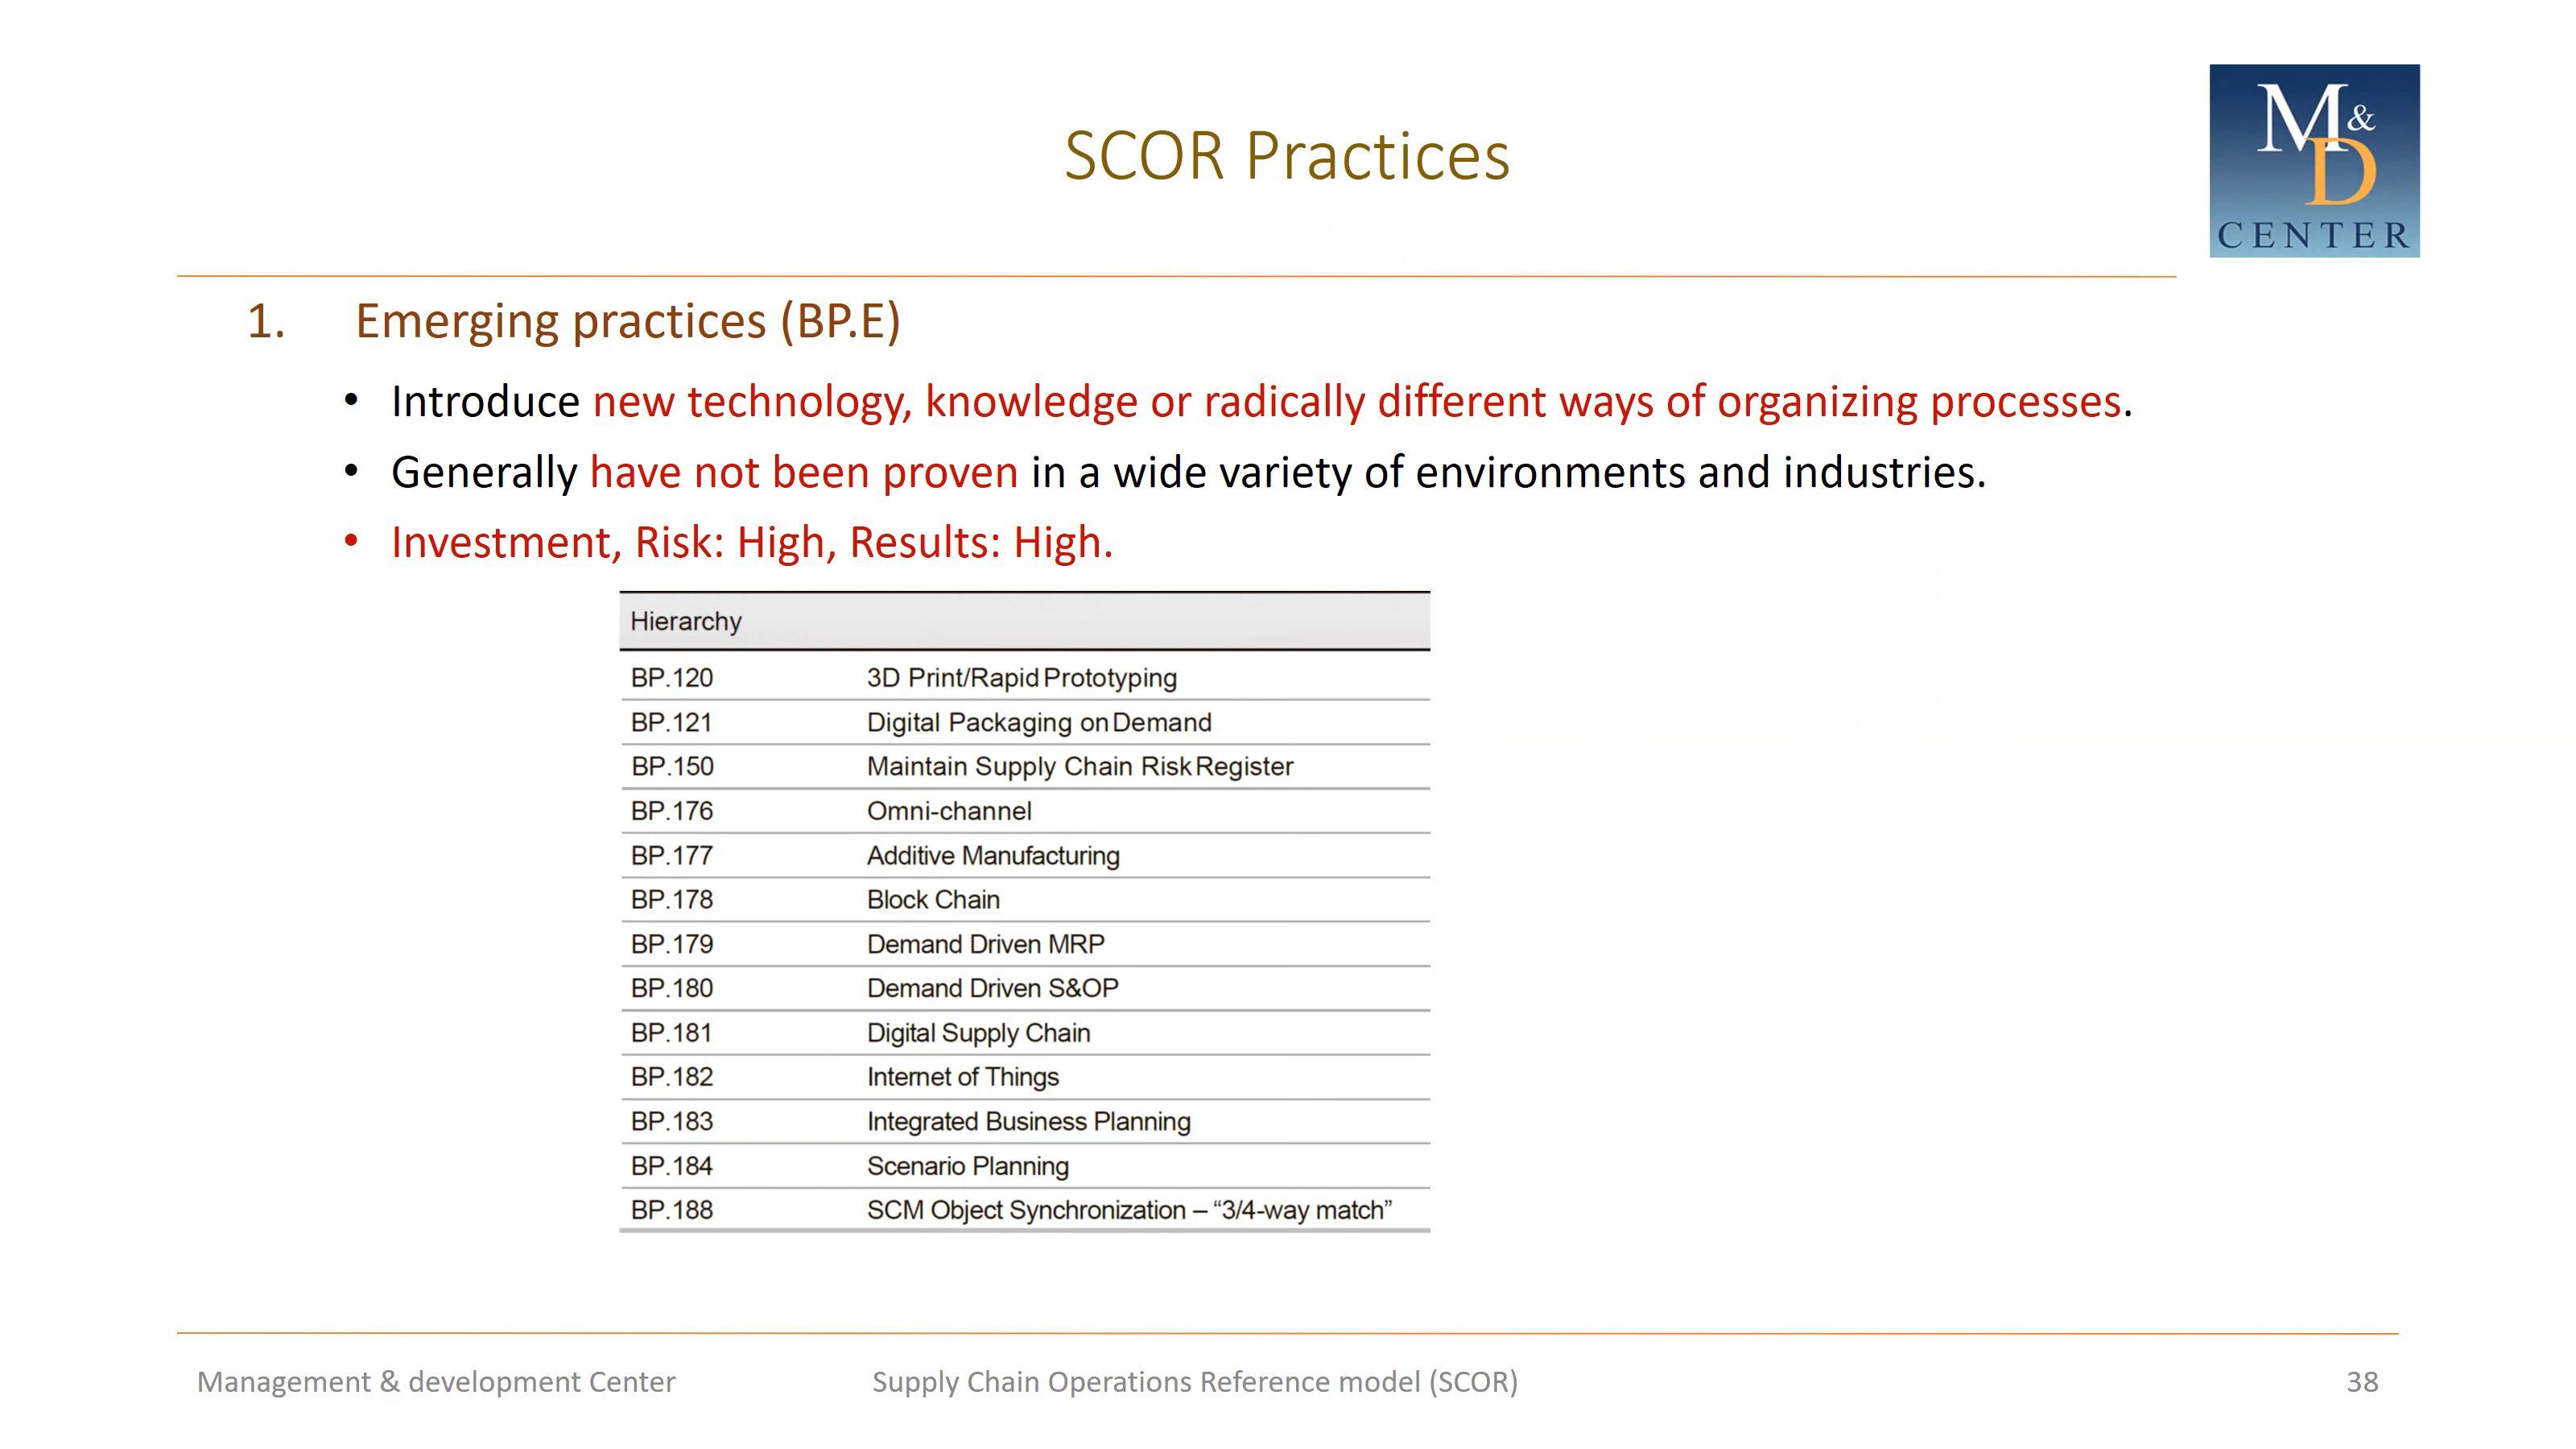 SCOR Practices
M&D
CENTER
1. Emerging practices (BP.E)
• Introduce new technology, knowledge or radically different ways of organizing processes.
• Generally have not been proven in a wide variety of environments and industries.
• Investment, Risk: High, Results: High.
Hierarchy
BP.120 3D Print/Rapid Prototyping
BP.121 Digital Packaging on Demand
BP.150 Maintain Supply Chain Risk Register
BP.176 Omni-channel
BP.177 Additive Manufacturing
BP.178 Block Chain
BP.179 Demand Driven MRP
BP.180 Demand Driven S&OP
BP.181 Digital Supply Chain
BP.182 Internet of Things
BP.183 Integrated Business Planning
BP.184 Scenario Planning
BP.188 SCM Object Synchronization – “3/4-way match”
Management & development Center Supply Chain Operations Reference model (SCOR) 38